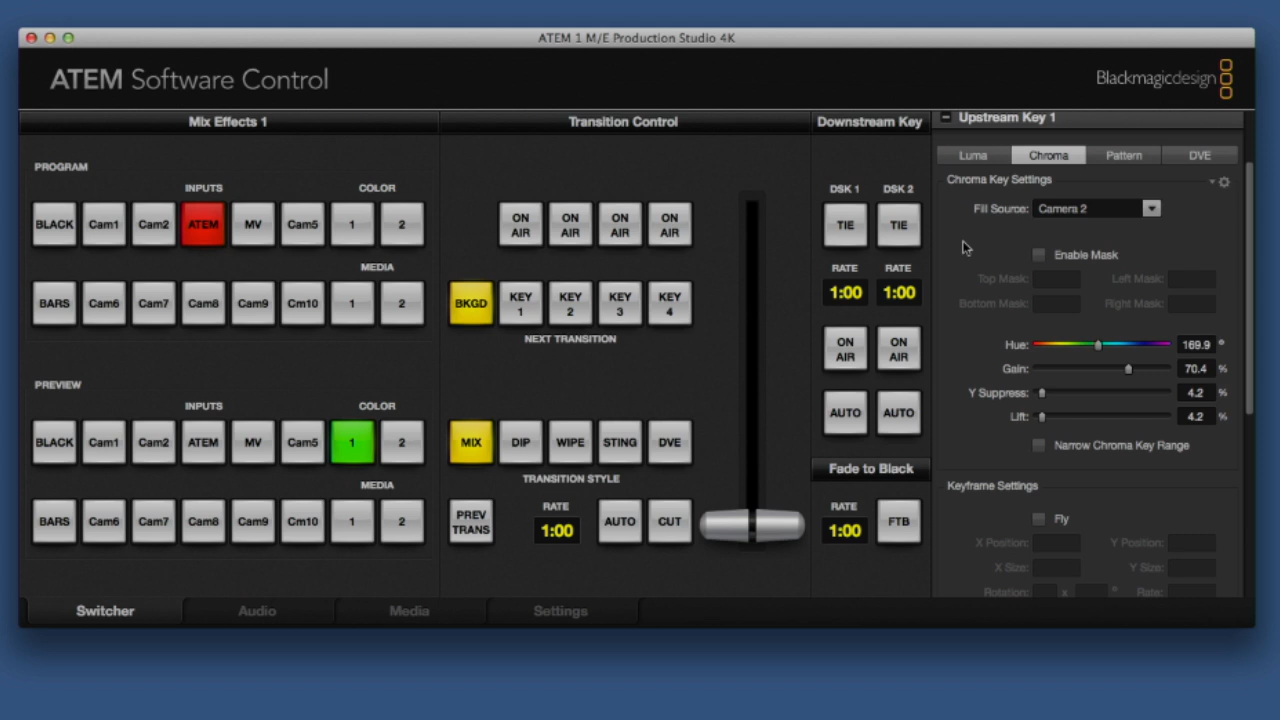 ATEM 1 M/E Production Studio 4K
ATEM Software Control
Blackmagicdesign
Mix Effects 1
Transition Control
Downstream Key
Upstream Key 1
PROGRAM
INPUTS COLOR
BLACK Cam1 Cam2 ATEM MV Cam5 1 2
MEDIA
BARS Cam6 Cam7 Cam8 Cam9 Cm10 1 2
PREVIEW
INPUTS COLOR
BLACK Cam1 Cam2 ATEM MV Cam5 1 2
MEDIA
BARS Cam6 Cam7 Cam8 Cam9 Cm10 1 2
ON AIR ON AIR ON AIR ON AIR
BKGD KEY 1 KEY 2 KEY 3 KEY 4
NEXT TRANSITION
MIX DIP WIPE STING DVE
TRANSITION STYLE
PREV TRANS RATE 1:00 AUTO CUT
DSK 1 DSK 2
TIE TIE
RATE RATE
1:00 1:00
ON AIR ON AIR
AUTO AUTO
Fade to Black
RATE
1:00 FTB
Luma Chroma Pattern DVE
Chroma Key Settings
Fill Source: Camera 2
Enable Mask
Top Mask: Left Mask:
Bottom Mask: Right Mask:
Hue: 169.9 °
Gain: 70.4 %
Y Suppress: 4.2 %
Lift: 4.2 %
Narrow Chroma Key Range
Keyframe Settings
Fly
X Position: Y Position:
X Size: Y Size:
Rotation: x ° Rate:
Switcher Audio Media Settings